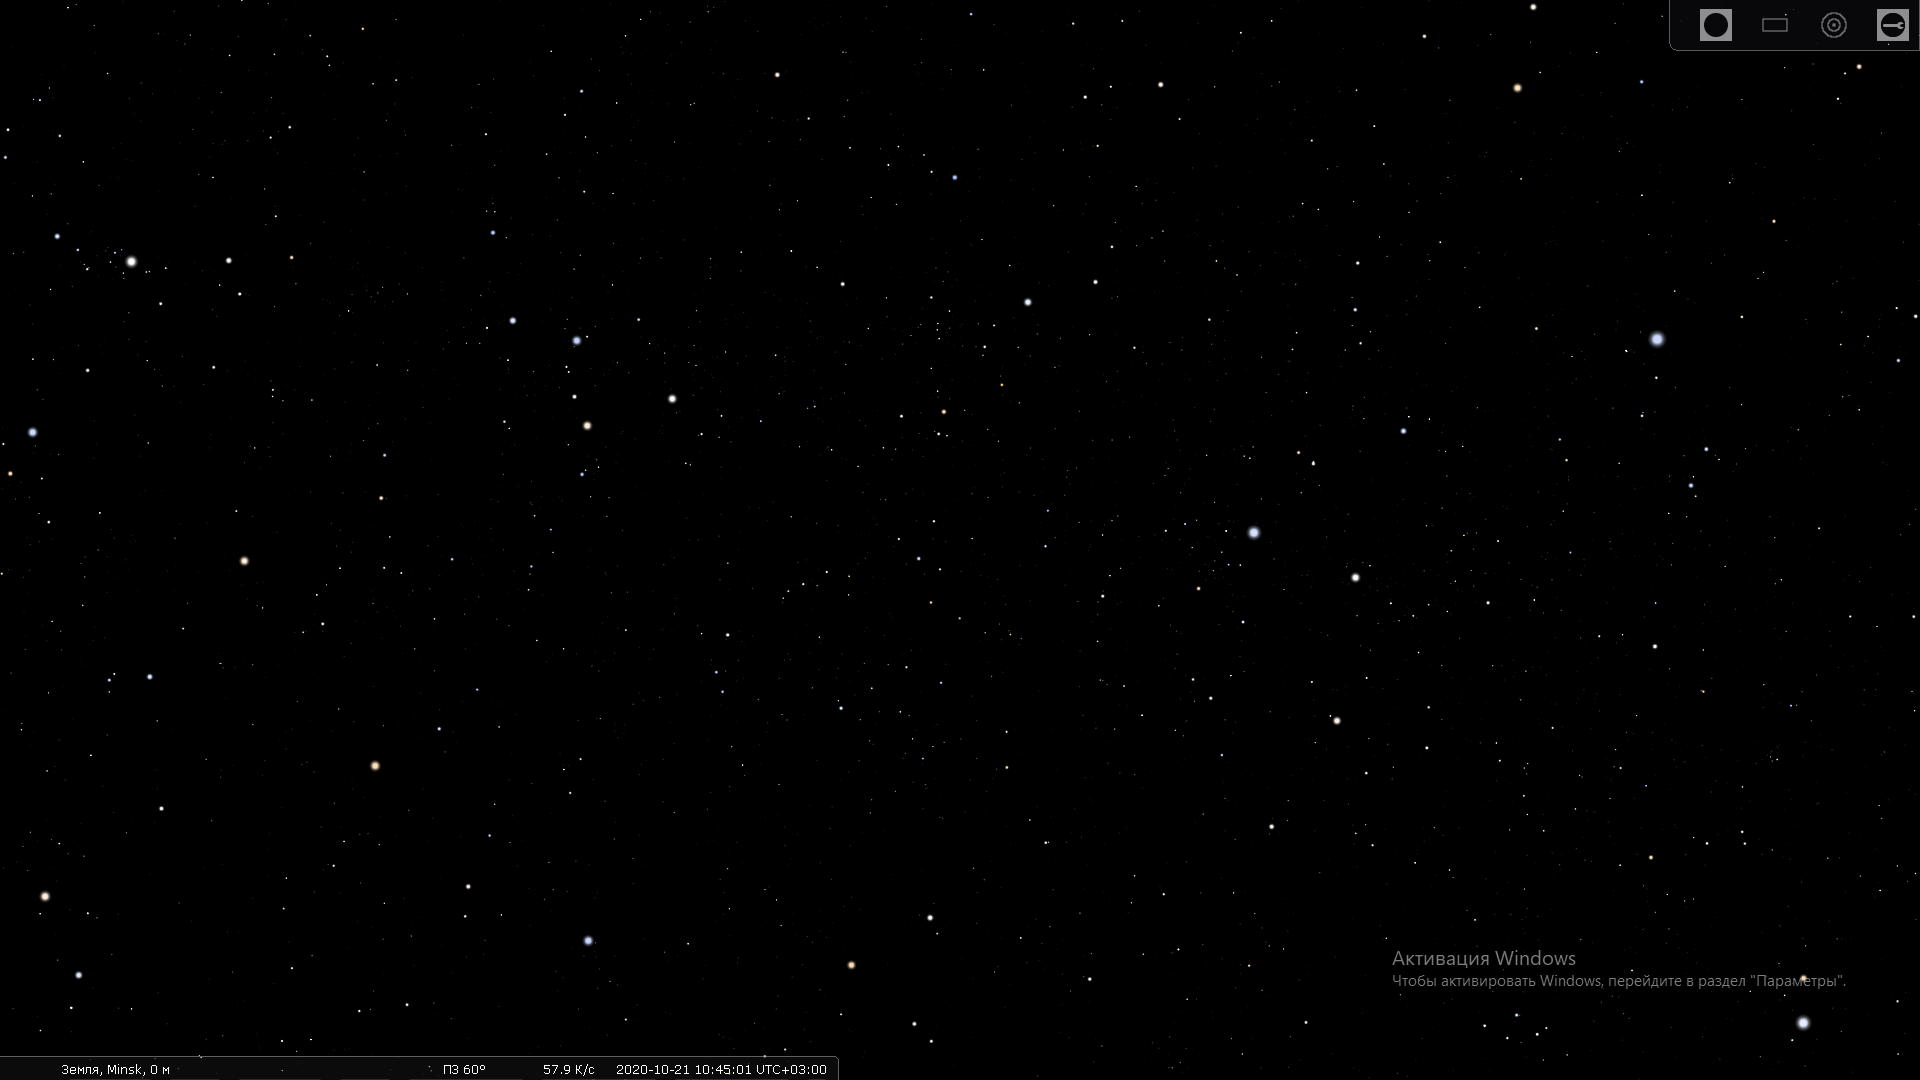 Активация Windows
Чтобы активировать Windows, перейдите в раздел "Параметры".
Земля, Minsk, 0 м ПЗ 60° 57.9 К/с 2020-10-21 10:45:01 UTC+03:00